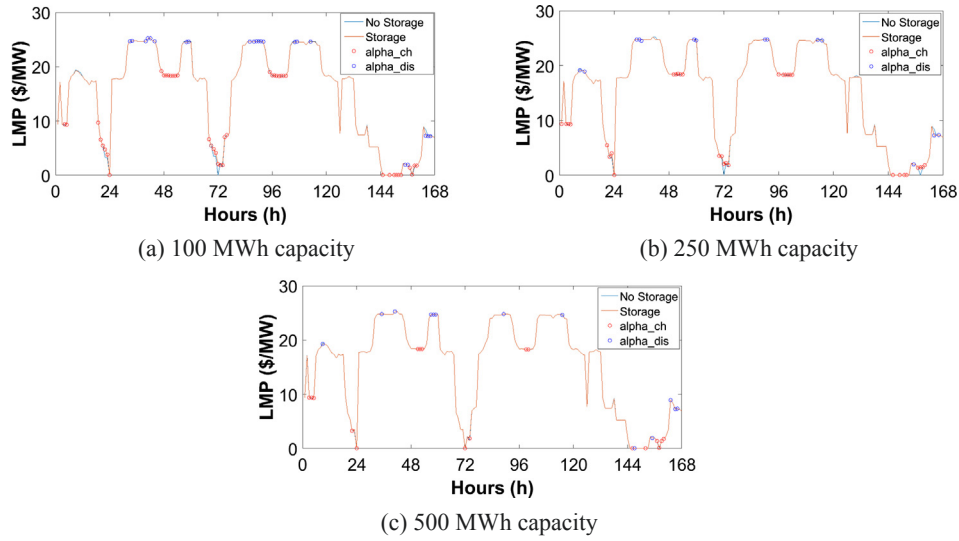 30
20
10
0
LMP ($/MW)
No Storage
Storage
alpha_ch
alpha_dis
0 24 48 72 96 120 144 168
Hours (h)
(a) 100 MWh capacity
30
20
10
0
LMP ($/MW)
No Storage
Storage
alpha_ch
alpha_dis
0 24 48 72 96 120 144 168
Hours (h)
(b) 250 MWh capacity
30
20
10
0
LMP ($/MW)
No Storage
Storage
alpha_ch
alpha_dis
0 24 48 72 96 120 144 168
Hours (h)
(c) 500 MWh capacity